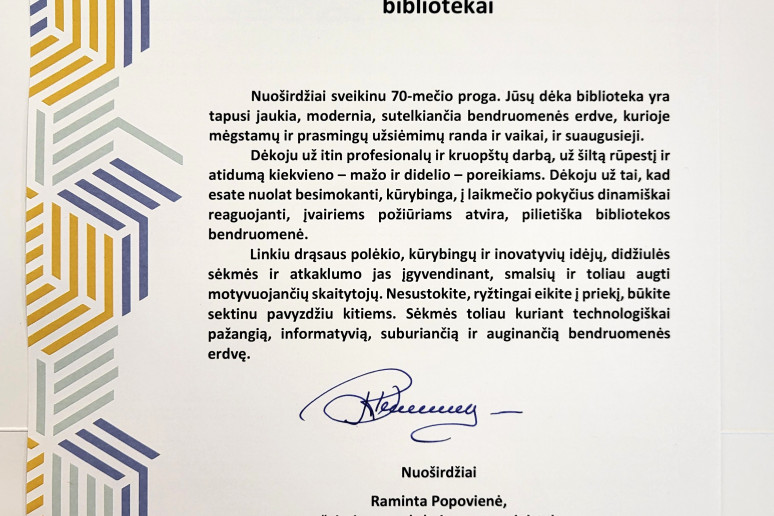 bibliotekai
Nuoširdžiai sveikinu 70-mečio proga. Jūsų dėka biblioteka yra
tapusi jaukia, modernia, sutelkiančia bendruomenės erdve, kurioje
mėgstamų ir prasmingų užsiėmimų randa ir vaikai, ir suaugusieji.
Dėkoju už itin profesionalų ir kruopštų darbą, už šiltą rūpestį ir
atidumą kiekvieno – mažo ir didelio – poreikiams. Dėkoju už tai, kad
esate nuolat besimokanti, kūrybinga, į laikmečio pokyčius dinamiškai
reaguojanti, įvairiems požiūriams atvira, pilietiška bibliotekos
bendruomenė.
Linkiu drąsaus polėkio, kūrybingų ir inovatyvių idėjų, didžiulės
sėkmės ir atkaklumo jas įgyvendinant, smalsių ir toliau augti
motyvuojančių skaitytojų. Nesustokite, ryžtingai eikite į priekį, būkite
sektinu pavyzdžiu kitiems. Sėkmės toliau kuriant technologiškai
pažangią, informatyvią, suburiančią ir auginančią bendruomenės
erdvę.
Nuoširdžiai
Raminta Popovienė,